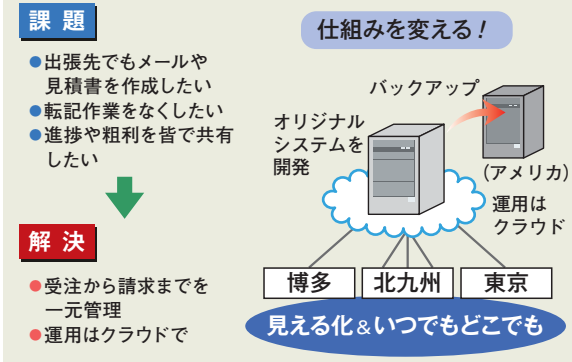 課題
●出張先でもメールや
見積書を作成したい
●転記作業をなくしたい
●進捗や粗利を皆で共有
したい
解決
●受注から請求までを
一元管理
●運用はクラウドで
仕組みを変える!
バックアップ
オリジナル
システムを
開発
(アメリカ)
運用は
クラウド
博多
北九州
東京
見える化&いつでもどこでも